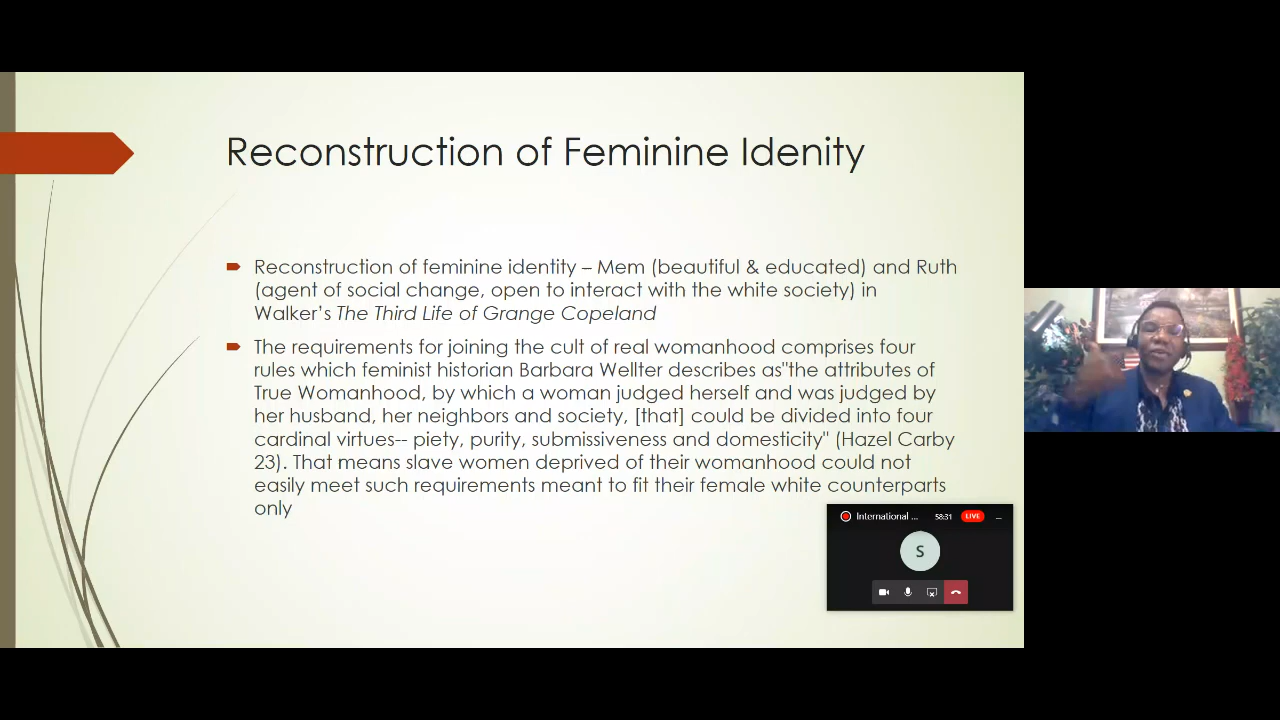 Reconstruction of Feminine Idenity
Reconstruction of feminine identity – Mem (beautiful & educated) and Ruth
(agent of social change, open to interact with the white society) in
Walker’s The Third Life of Grange Copeland
The requirements for joining the cult of real womanhood comprises four
rules which feminist historian Barbara Wellter describes as"the attributes of
True Womanhood, by which a woman judged herself and was judged by
her husband, her neighbors and society, [that] could be divided into four
cardinal virtues-- piety, purity, submissiveness and domesticity" (Hazel Carby
23). That means slave women deprived of their womanhood could not
easily meet such requirements meant to fit their female white counterparts
only
International ... 58:31 LIVE
S